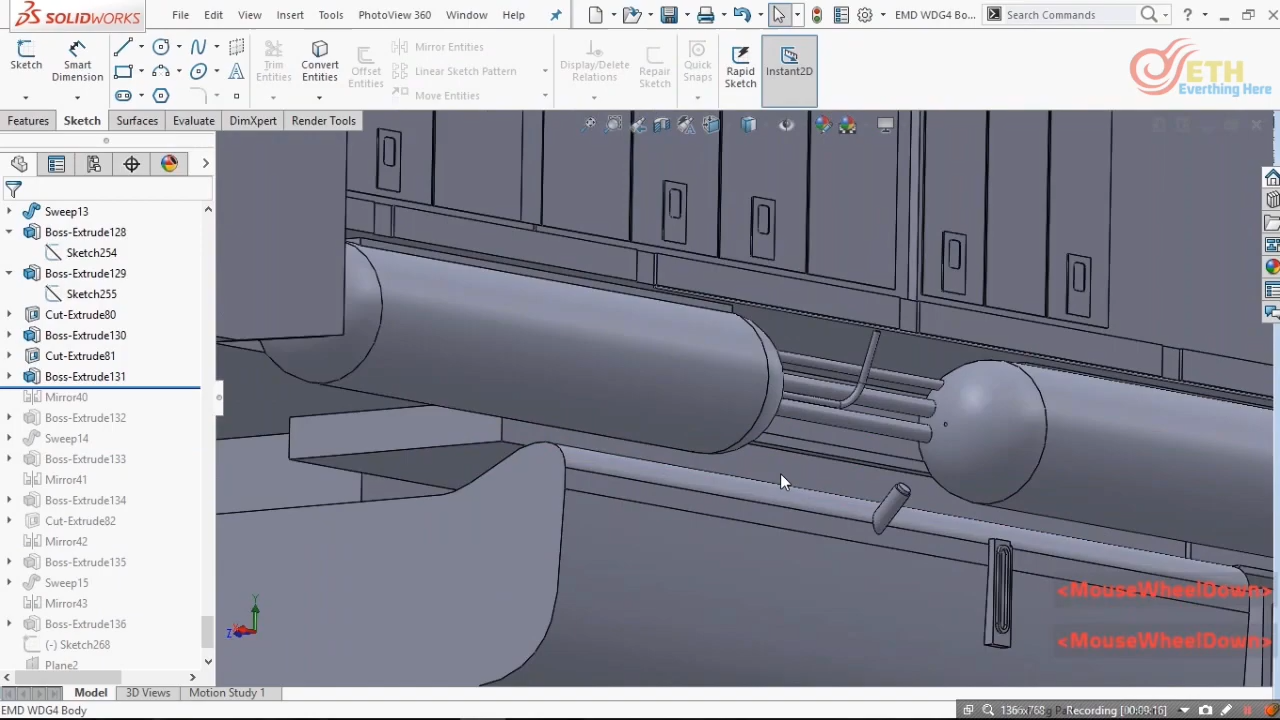 SOLIDWORKS File Edit View Insert Tools PhotoView 360 Window Help EMD WDG4 Bo... Search Commands
Sketch Smart Dimension Trim Entities Convert Entities Offset Entities Mirror Entities Linear Sketch Pattern Move Entities Display/Delete Relations Repair Sketch Quick Snaps Rapid Sketch Instant2D
ETH
Everthing Here
Features Sketch Surfaces Evaluate DimXpert Render Tools
Sweep13
Boss-Extrude128
Sketch254
Boss-Extrude129
Sketch255
Cut-Extrude80
Boss-Extrude130
Cut-Extrude81
Boss-Extrude131
Mirror40
Boss-Extrude132
Sweep14
Boss-Extrude133
Mirror41
Boss-Extrude134
Cut-Extrude82
Mirror42
Boss-Extrude135
Sweep15
Mirror43
Boss-Extrude136
(-) Sketch268
Plane2
Y
Z
<MouseWheelDown>
<MouseWheelDown>
Model 3D Views Motion Study 1
EMD WDG4 Body
1366x768 Recording [00:09:16]